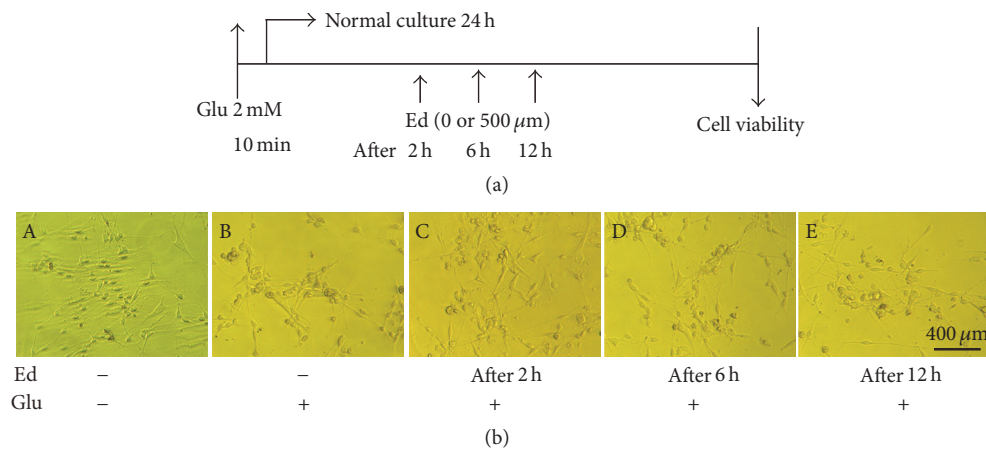 Normal culture 24 h
Glu 2 mM
10 min
Ed (0 or 500 μm)
After 2 h 6 h 12 h
Cell viability
(a)
A B C D E
400 μm
Ed − − After 2 h After 6 h After 12 h
Glu − + + + +
(b)